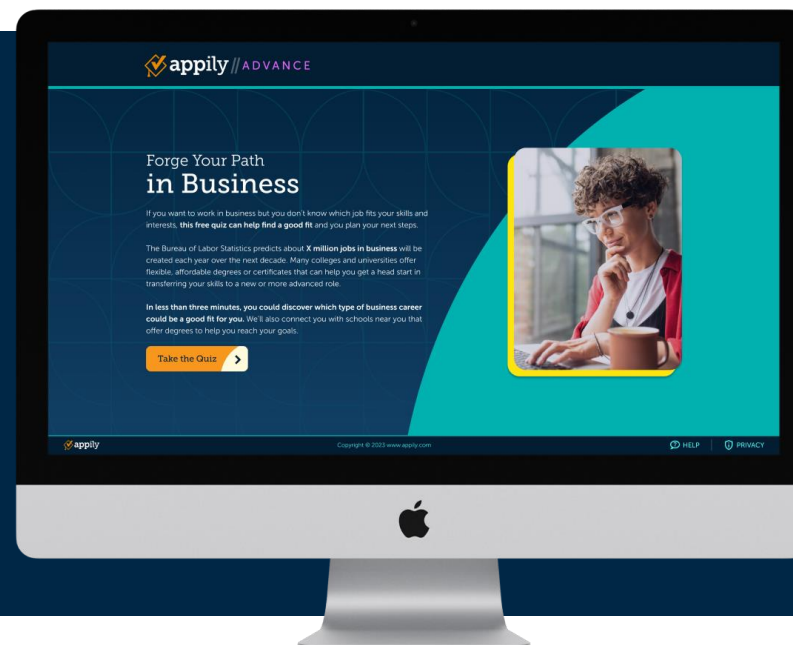 appily // ADVANCE
Forge Your Path
in Business
If you want to work in business but you don't know which job fits your skills and
interests, this free quiz can help find a good fit and you plan your next steps.
The Bureau of Labor Statistics predicts about X million jobs in business will be
created each year over the next decade. Many colleges and universities offer
flexible, affordable degrees or certificates that can help you get a head start in
transferring your skills to a new or more advanced role.
In less than three minutes, you could discover which type of business career
could be a good fit for you. We'll also connect you with schools near you that
offer degrees to help you reach your goals.
Take the Quiz
appily
Copyright © 2023 www.appily.com
HELP
PRIVACY